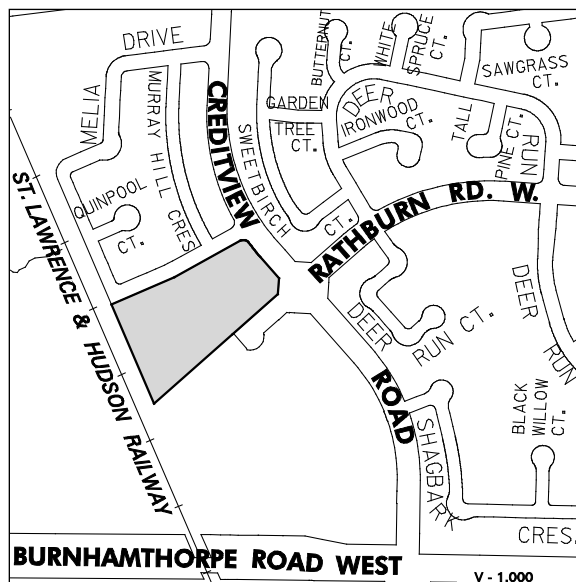 DRIVE
MELIA
MURRAY HILL CRES
QUINPOOL
CT.
CREDITVIEW
SWEETBIRCH
CT.
GARDEN
TREE
CT.
BUTTERNUT
CT.
WHITE
SPRUCE
CT.
SAWGRASS
CT.
DEER
RUN
IRONWOOD
CT.
TALL
PINE CT.
RATHBURN RD. W.
ST. LAWRENCE & HUDSON RAILWAY
DEER
RUN CT.
DEER
RUN
ROAD
SHAGBARK
CRES.
BLACK
WILLOW
CT.
BURNHAMTHORPE ROAD WEST
V - 1.000